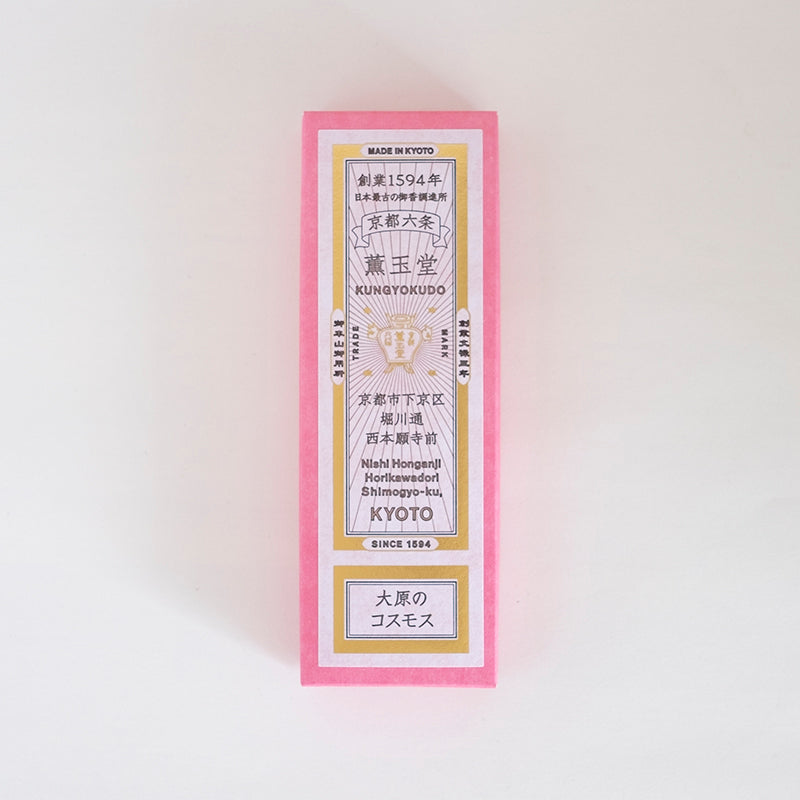 MADE IN KYOTO
創業1594年
日本最古の御香調進所
京都六条
薫玉堂
KUNGYOKUDO
TRADE
MARK
薫玉堂
京都市下京区
堀川通
西本願寺前
Nishi Honganji
Horikawadori
Shimogyo-ku,
KYOTO
SINCE 1594
大原の
コスモス